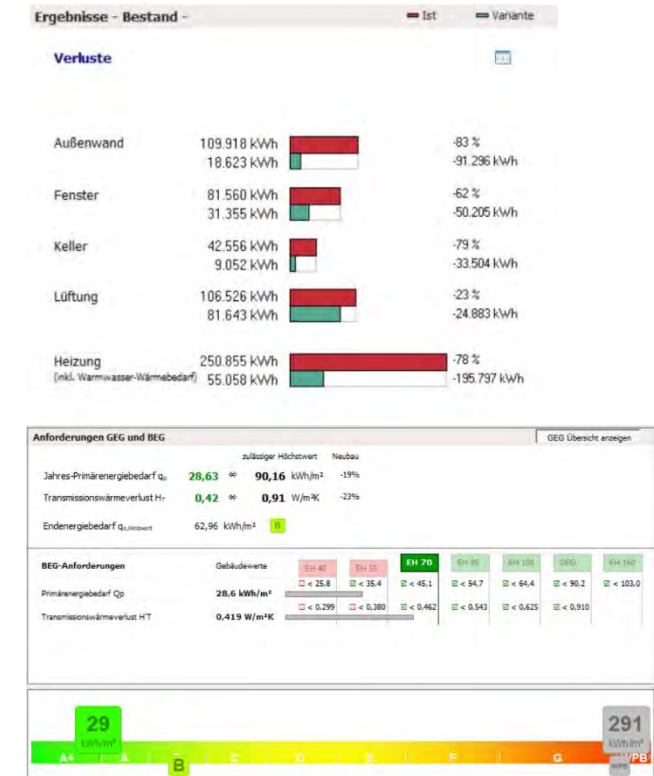 Ergebnisse - Bestand -
Ist
Variante
Verluste
Außenwand 109.918 kWh -83 %
18.623 kWh -91.296 kWh
Fenster 81.560 kWh -62 %
31.355 kWh -50.205 kWh
Keller 42.556 kWh -79 %
9.052 kWh -33.504 kWh
Lüftung 106.526 kWh -23 %
81.643 kWh -24.883 kWh
Heizung 250.855 kWh -78 %
(inkl. Warmwasser-Wärmebedarf) 55.058 kWh -195.797 kWh
Anforderungen GEG und BEG GEG Übersicht anzeigen
zulässiger Höchstwert Neubau
Jahres-Primärenergiebedarf 28,63 90,16 kWh/m² -19%
Transmissionswärmeverlust 0,42 0,91 W/m²K -23%
Endenergiebedarf 62,96 kWh/m² B
BEG-Anforderungen Gebäudewerte EH 40 EH 55 EH 70 EH 85 EH 100 GEG EH 160
Primärenergiebedarf Qp 28.6 kWh/m² < 25,8 < 35,4 < 45,1 < 54,7 < 64,4 < 90,2 < 103,0
Transmissionswärmeverlust H'T 0,419 W/m²K < 0,299 < 0,380 < 0,462 < 0,543 < 0,625 < 0,910
29 291
kWh/m² kWh/m²
A+ A B C D E F G WPB
WPB